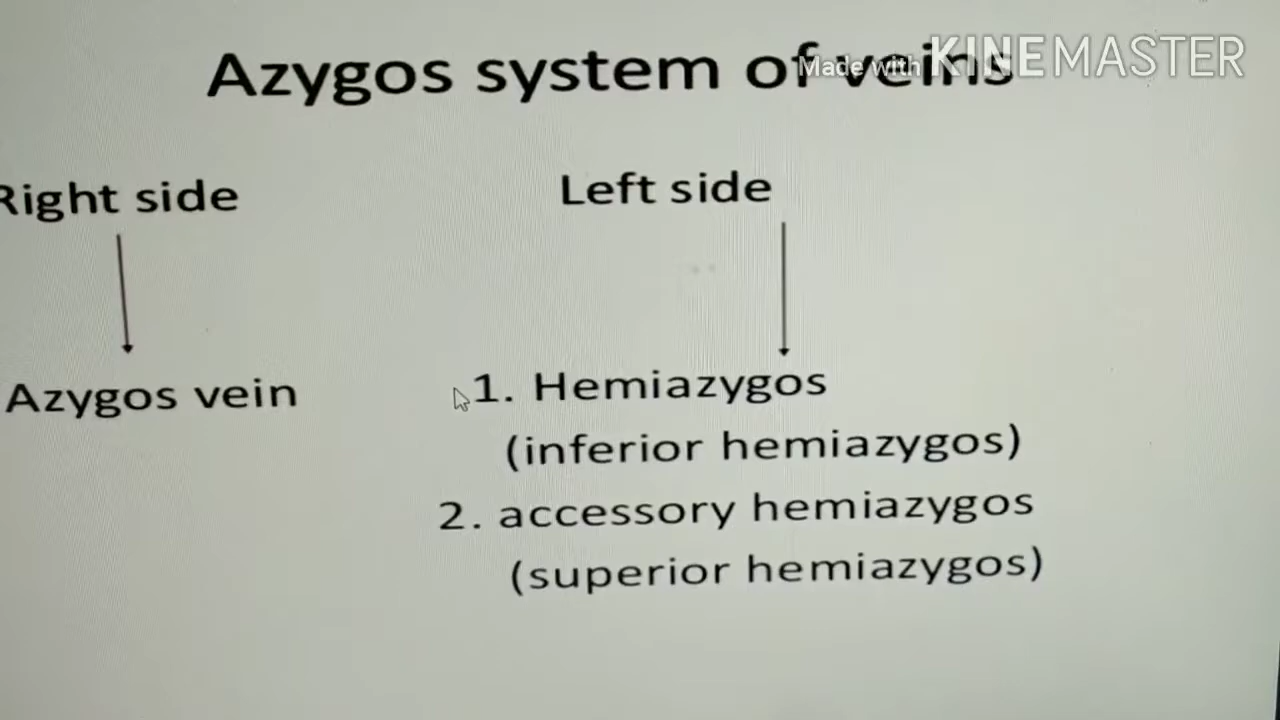 Azygos system of veins
Made with KINEMASTER
Right side
Left side
Azygos vein
1. Hemiazygos
(inferior hemiazygos)
2. accessory hemiazygos
(superior hemiazygos)